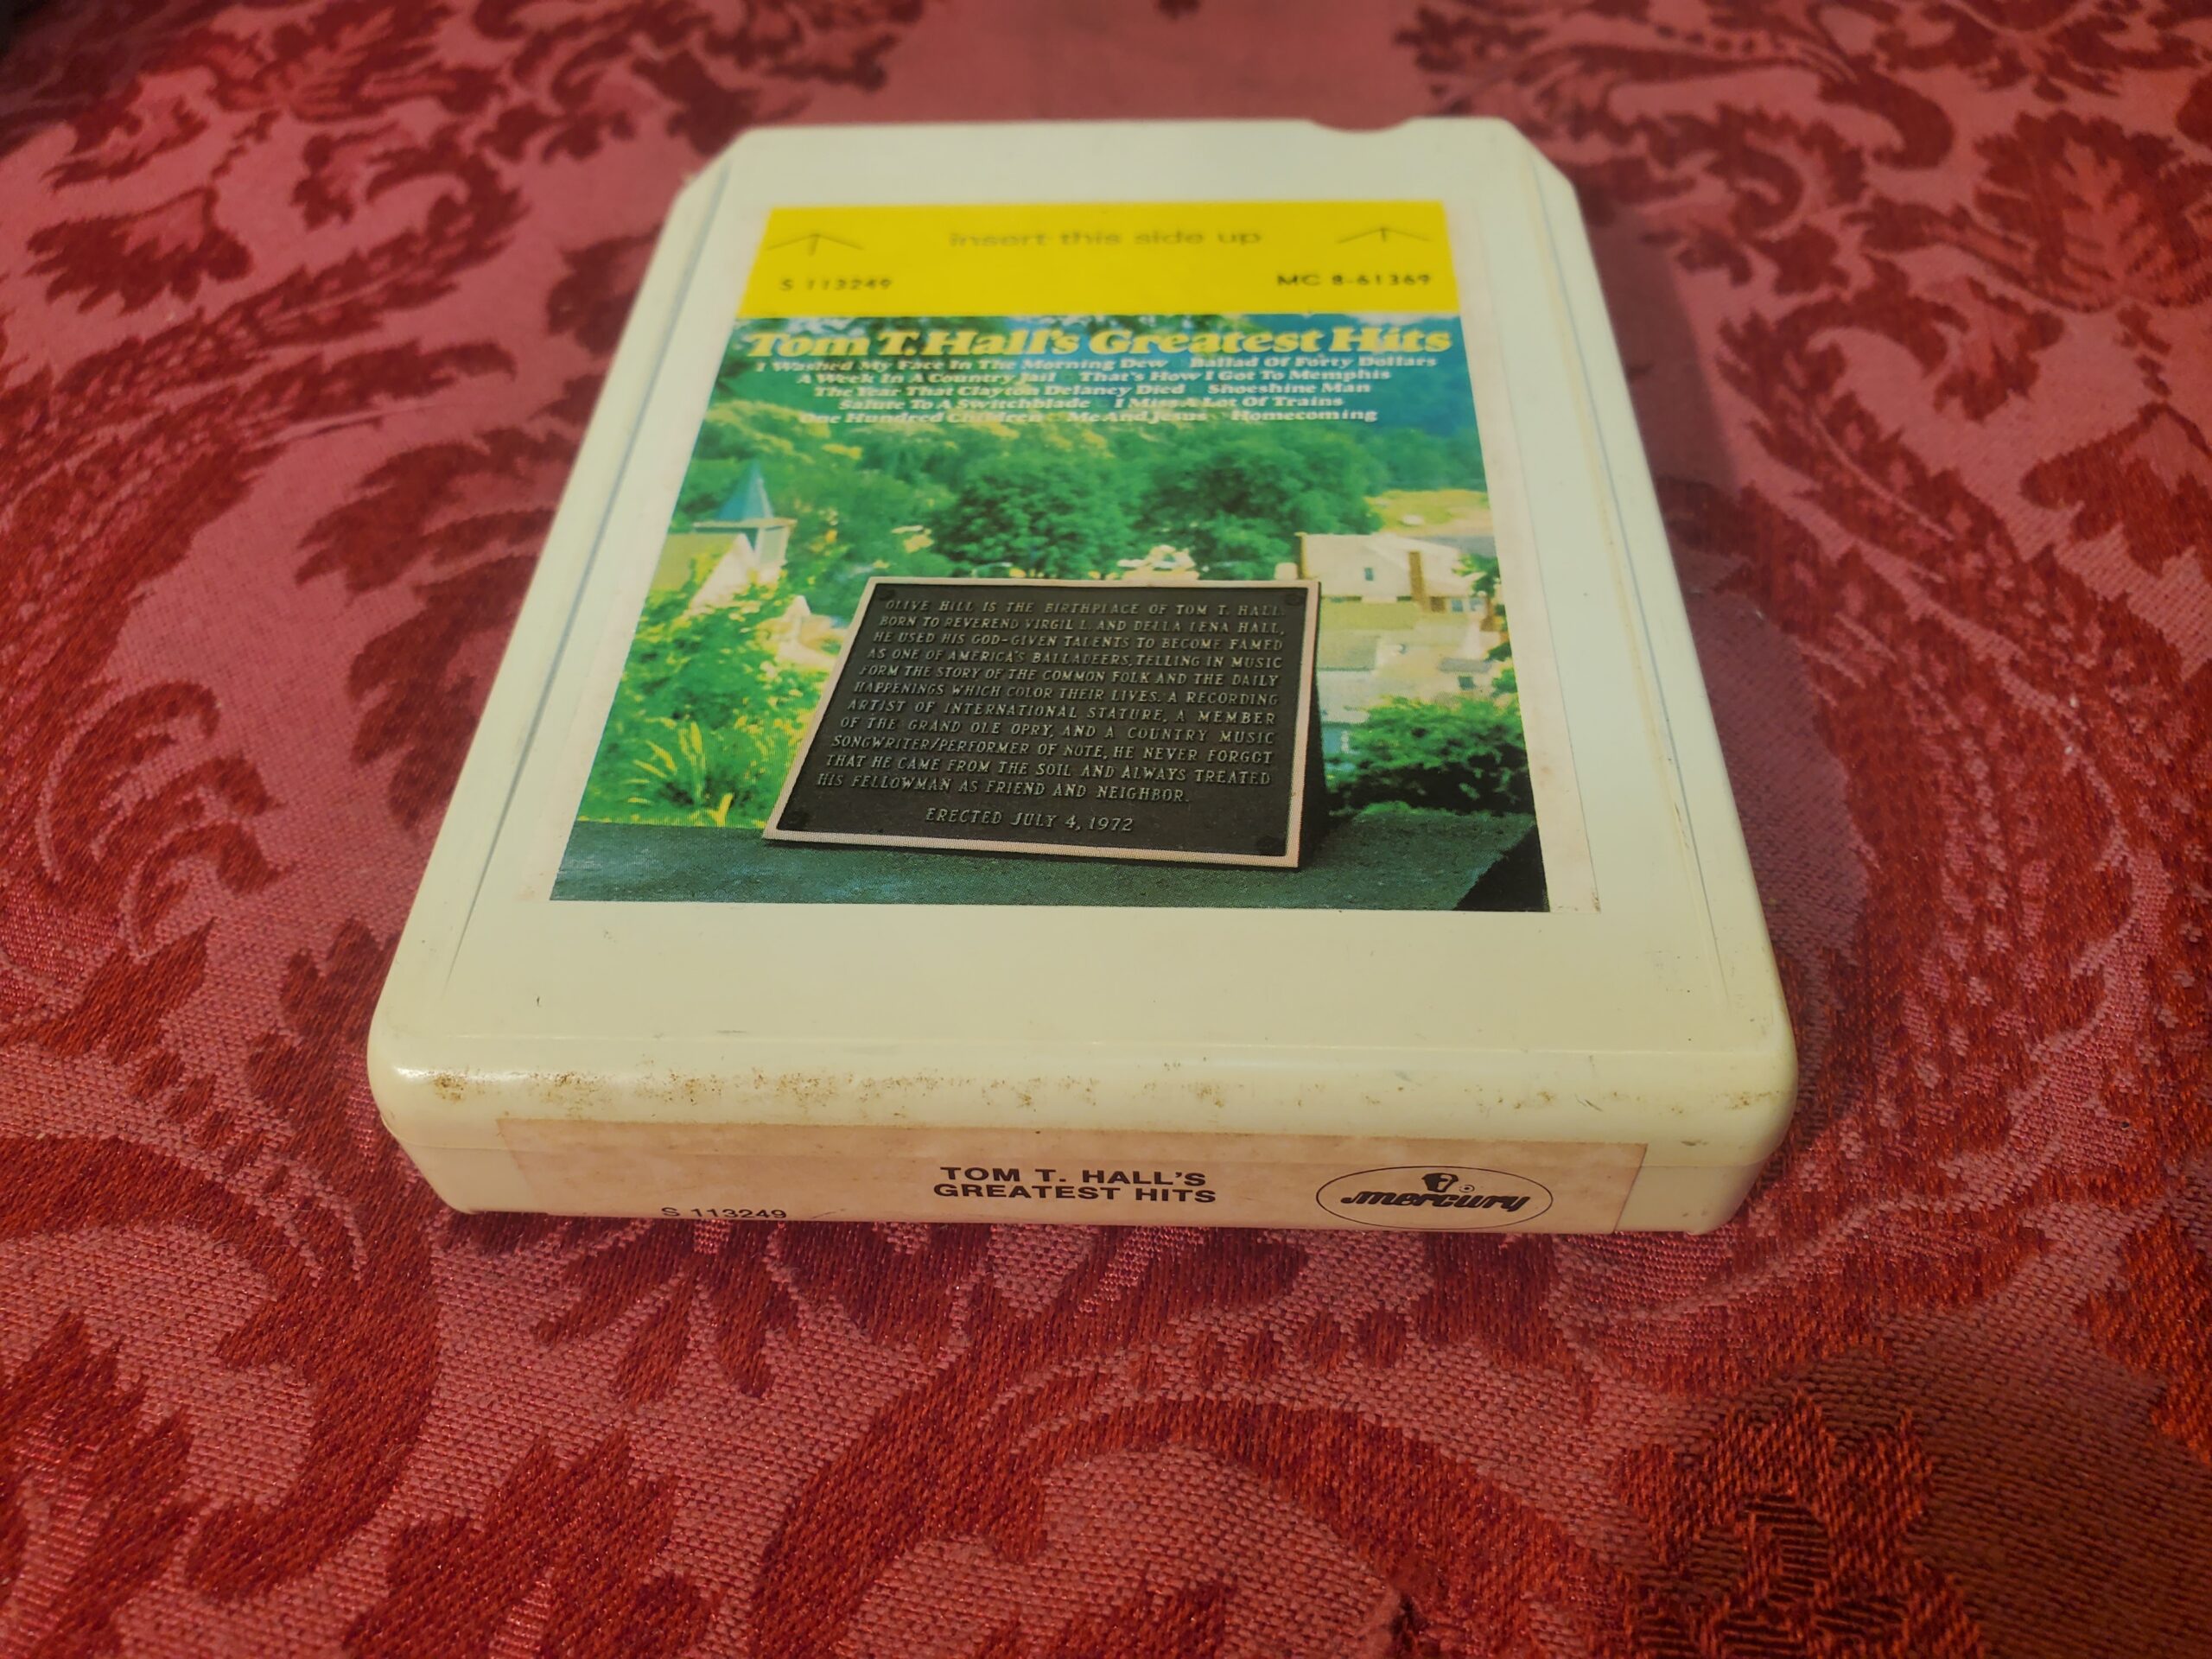 insert this side up
S 113249 MC 8-61369
Tom T. Hall's Greatest Hits
I Washed My Face In The Morning Dew Ballad Of Forty Dollars
A Week In A Country Jail That's How I Got To Memphis
The Year That Clayton Delaney Died Shoeshine Man
Salute To A Switchblade I Miss A Lot Of Trains
One Hundred Children Me And Jesus Homecoming
OLIVE HILL IS THE BIRTHPLACE OF TOM T. HALL.
BORN TO REVEREND VIRGIL L. AND DELLA LENA HALL,
HE USED HIS GOD-GIVEN TALENTS TO BECOME FAMED
AS ONE OF AMERICA'S BALLADEERS, TELLING IN MUSIC
FORM THE STORY OF THE COMMON FOLK AND THE DAILY
HAPPENINGS WHICH COLOR THEIR LIVES. A RECORDING
ARTIST OF INTERNATIONAL STATURE, A MEMBER
OF THE GRAND OLE OPRY, AND A COUNTRY MUSIC
SONGWRITER/PERFORMER OF NOTE, HE NEVER FORGOT
THAT HE CAME FROM THE SOIL AND ALWAYS TREATED
HIS FELLOWMAN AS FRIEND AND NEIGHBOR.
ERECTED JULY 4, 1972
TOM T. HALL'S
GREATEST HITS
S 113249
mercury